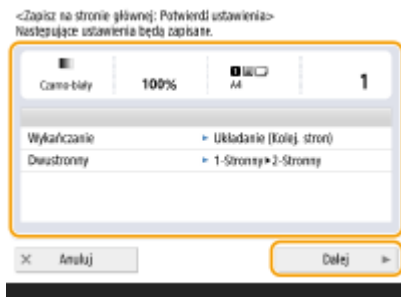 <Zapisz na stronie głównej: Potwierdź ustawienia>
Następujące ustawienia będą zapisane.
Czarno-biały
100%
1
A4
1
Wykańczanie ► Układanie (Kolej. stron)
Dwustronny ► 1-Stronny►2-Stronny
× Anuluj
Dalej ►